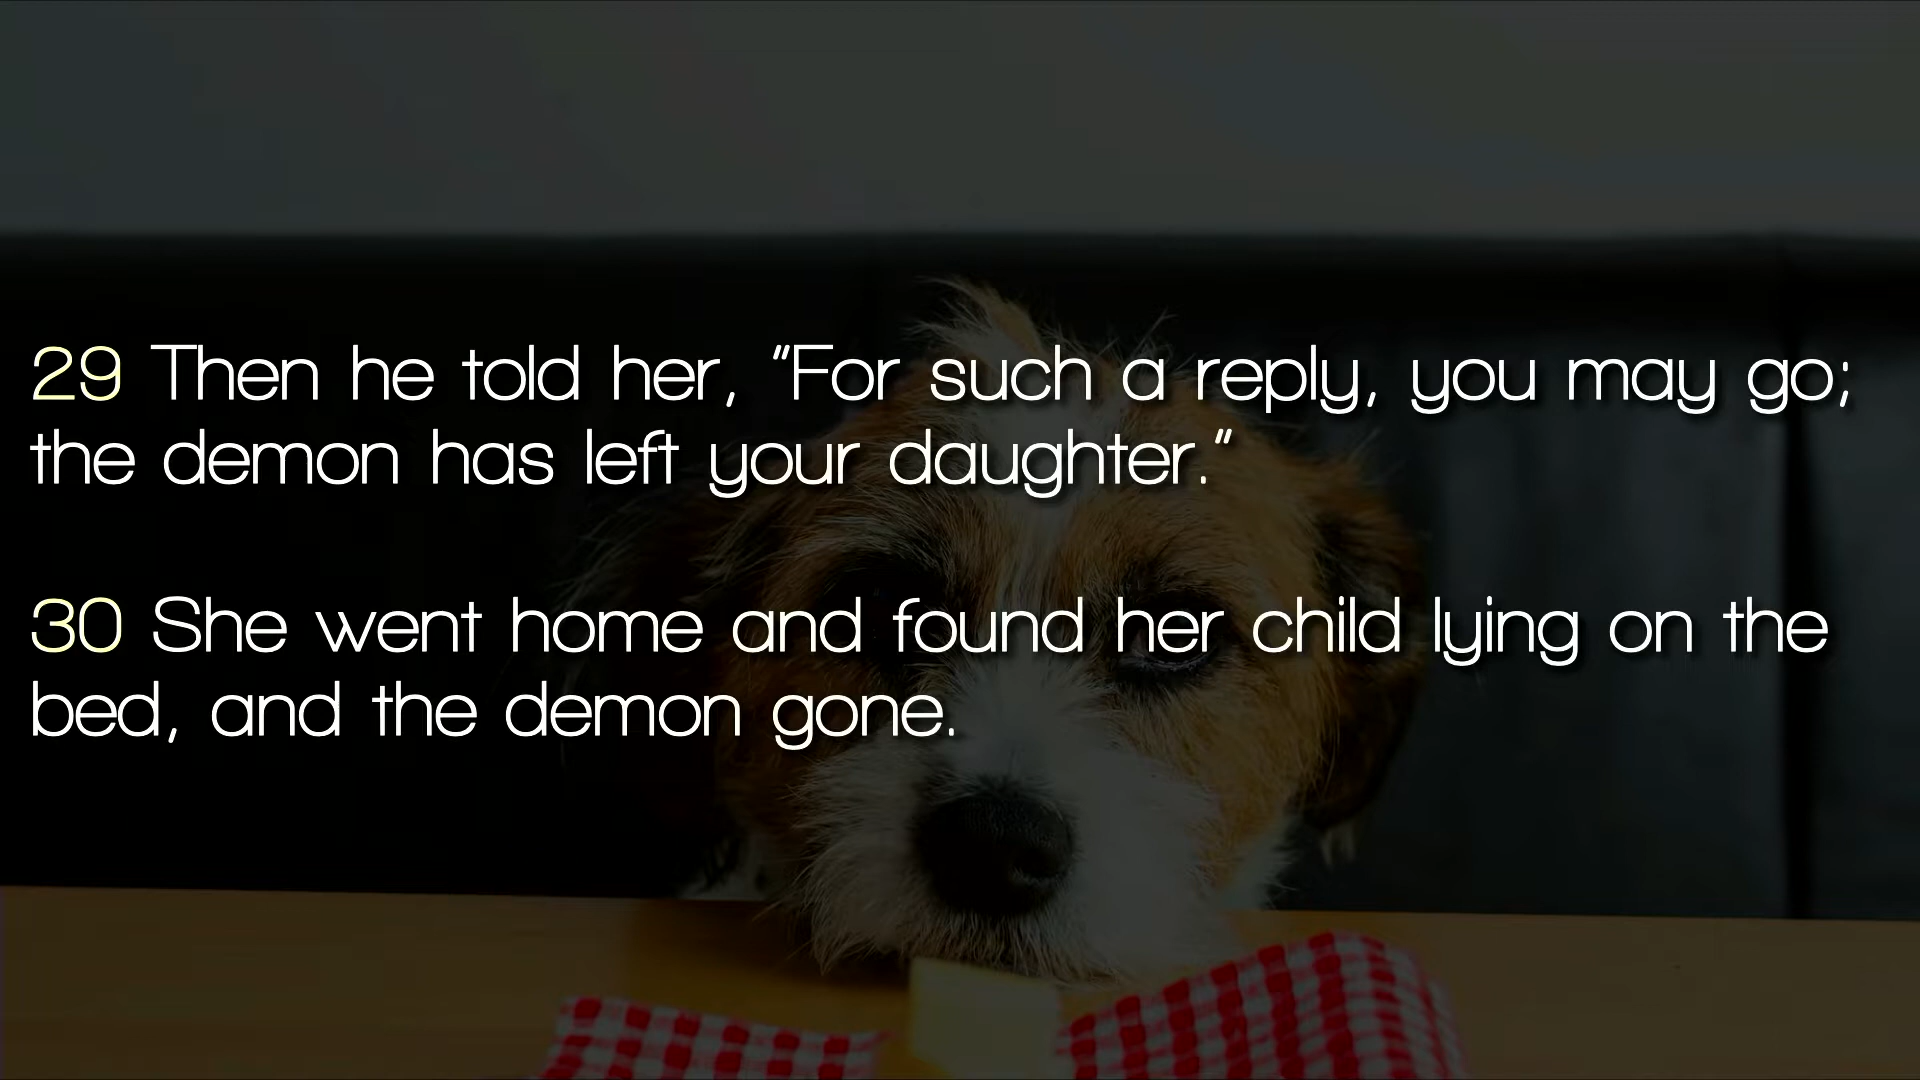 29 Then he told her, "For such a reply, you may go;
the demon has left your daughter."
30 She went home and found her child lying on the
bed, and the demon gone.